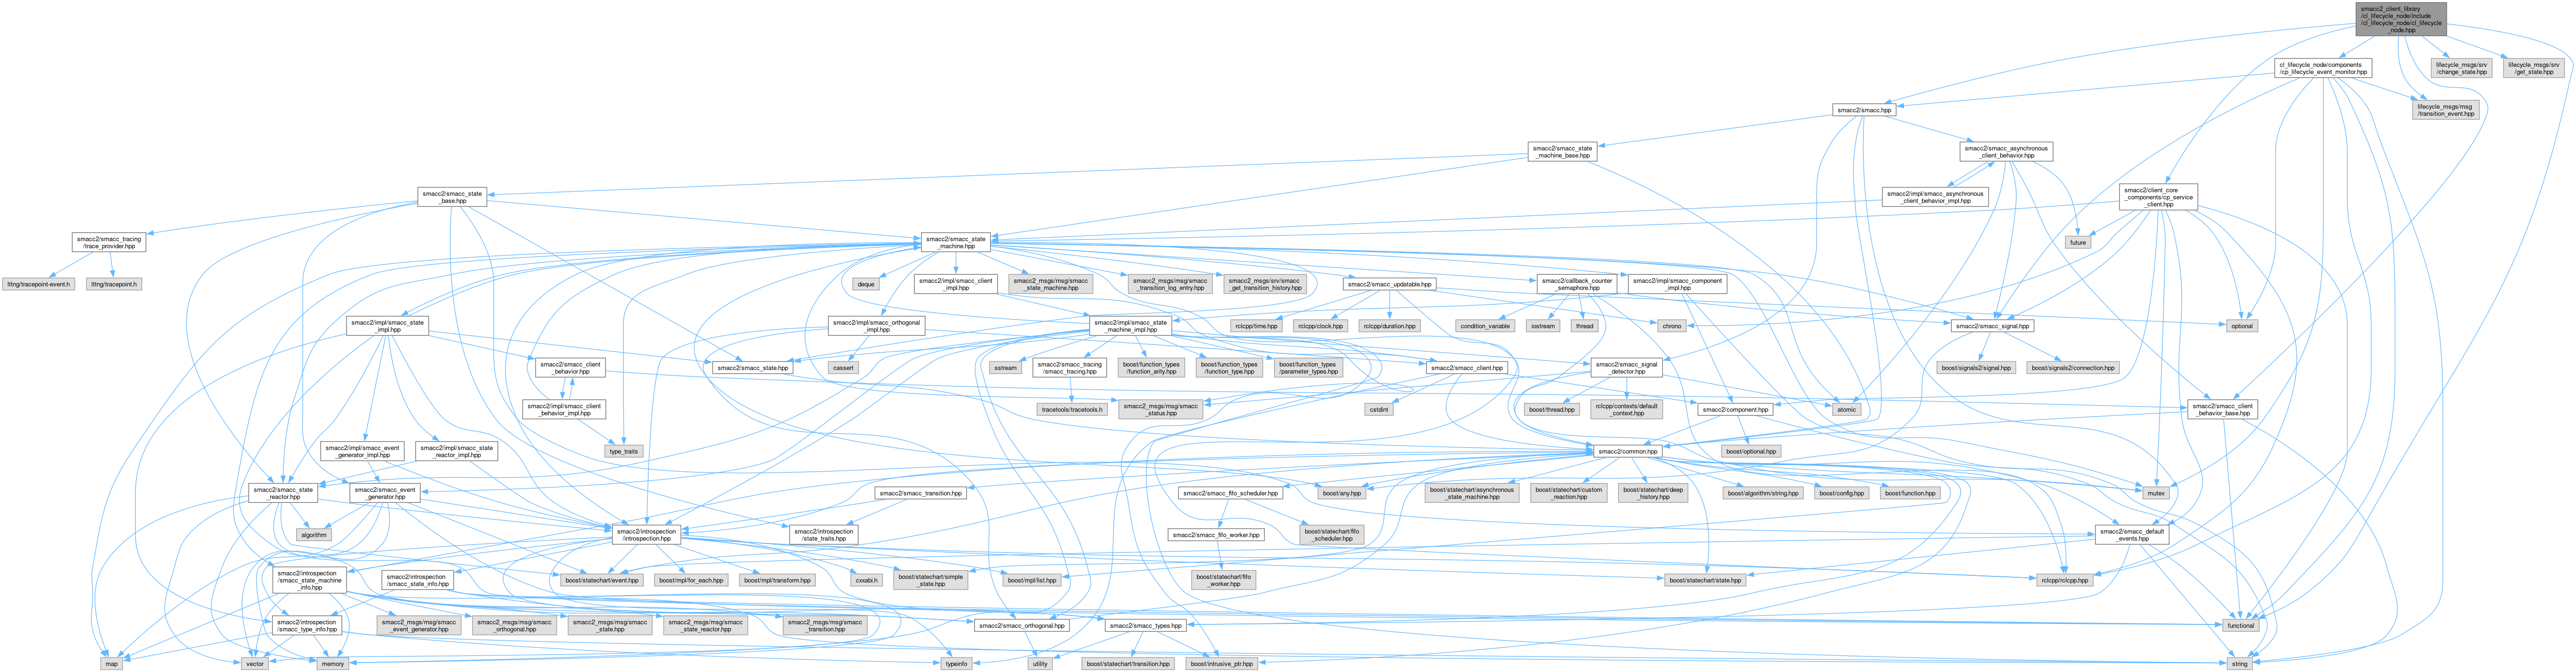 smacc2_client_library
/cl_lifecycle_node/include
/cl_lifecycle_node/cl_lifecycle
_node.hpp
cl_lifecycle_node/components
/cp_lifecycle_event_monitor.hpp
lifecycle_msgs/srv
/change_state.hpp
lifecycle_msgs/srv
/get_state.hpp
smacc2/smacc.hpp
lifecycle_msgs/msg
/transition_event.hpp
smacc2/smacc_state
_machine_base.hpp
smacc2/smacc_asynchronous
_client_behavior.hpp
smacc2/smacc_state
_base.hpp
smacc2/impl/smacc_asynchronous
_client_behavior_impl.hpp
smacc2/client_core
_components/cp_service
_client.hpp
smacc2/smacc_tracing
/trace_provider.hpp
smacc2/smacc_state
_machine.hpp
future
lttng/tracepoint-event.h
lttng/tracepoint.h
deque
smacc2/impl/smacc_client
_impl.hpp
smacc2_msgs/msg/smacc
_state_machine.hpp
smacc2_msgs/msg/smacc
_transition_log_entry.hpp
smacc2_msgs/srv/smacc
_get_transition_history.hpp
smacc2/smacc_updatable.hpp
smacc2/callback_counter
_semaphore.hpp
smacc2/impl/smacc_component
_impl.hpp
smacc2/impl/smacc_state
_impl.hpp
smacc2/impl/smacc_orthogonal
_impl.hpp
smacc2/impl/smacc_state
_machine_impl.hpp
rclcpp/time.hpp
rclcpp/clock.hpp
rclcpp/duration.hpp
condition_variable
iostream
thread
chrono
smacc2/smacc_signal.hpp
optional
smacc2/smacc_client
_behavior.hpp
smacc2/smacc_state.hpp
cassert
sstream
smacc2/smacc_tracing
/smacc_tracing.hpp
boost/function_types
/function_arity.hpp
boost/function_types
/function_type.hpp
boost/function_types
/parameter_types.hpp
smacc2/smacc_client.hpp
smacc2/smacc_signal
_detector.hpp
boost/signals2/signal.hpp
boost/signals2/connection.hpp
smacc2/impl/smacc_client
_behavior_impl.hpp
tracetools/tracetools.h
smacc2_msgs/msg/smacc
_status.hpp
cstdint
boost/thread.hpp
rclcpp/contexts/default
_context.hpp
smacc2/component.hpp
atomic
smacc2/smacc_client
_behavior_base.hpp
smacc2/impl/smacc_event
_generator_impl.hpp
smacc2/impl/smacc_state
_reactor_impl.hpp
type_traits
smacc2/common.hpp
boost/optional.hpp
smacc2/smacc_state
_reactor.hpp
smacc2/smacc_event
_generator.hpp
smacc2/smacc_transition.hpp
smacc2/smacc_fifo_scheduler.hpp
boost/any.hpp
boost/statechart/asynchronous
_state_machine.hpp
boost/statechart/custom
_reaction.hpp
boost/statechart/deep
_history.hpp
boost/algorithm/string.hpp
boost/config.hpp
boost/function.hpp
mutex
algorithm
smacc2/introspection
/introspection.hpp
smacc2/introspection
/state_traits.hpp
smacc2/smacc_fifo_worker.hpp
boost/statechart/fifo
_scheduler.hpp
smacc2/smacc_default
_events.hpp
smacc2/introspection
/smacc_state_machine
_info.hpp
smacc2/introspection
/smacc_state_info.hpp
boost/statechart/event.hpp
boost/mpl/for_each.hpp
boost/mpl/transform.hpp
cxxabi.h
boost/statechart/simple
_state.hpp
boost/mpl/list.hpp
boost/statechart/fifo
_worker.hpp
boost/statechart/state.hpp
rclcpp/rclcpp.hpp
smacc2/introspection
/smacc_type_info.hpp
smacc2_msgs/msg/smacc
_event_generator.hpp
smacc2_msgs/msg/smacc
_orthogonal.hpp
smacc2_msgs/msg/smacc
_state.hpp
smacc2_msgs/msg/smacc
_state_reactor.hpp
smacc2_msgs/msg/smacc
_transition.hpp
smacc2/smacc_orthogonal.hpp
smacc2/smacc_types.hpp
functional
map
vector
memory
typeinfo
utility
boost/statechart/transition.hpp
boost/intrusive_ptr.hpp
string